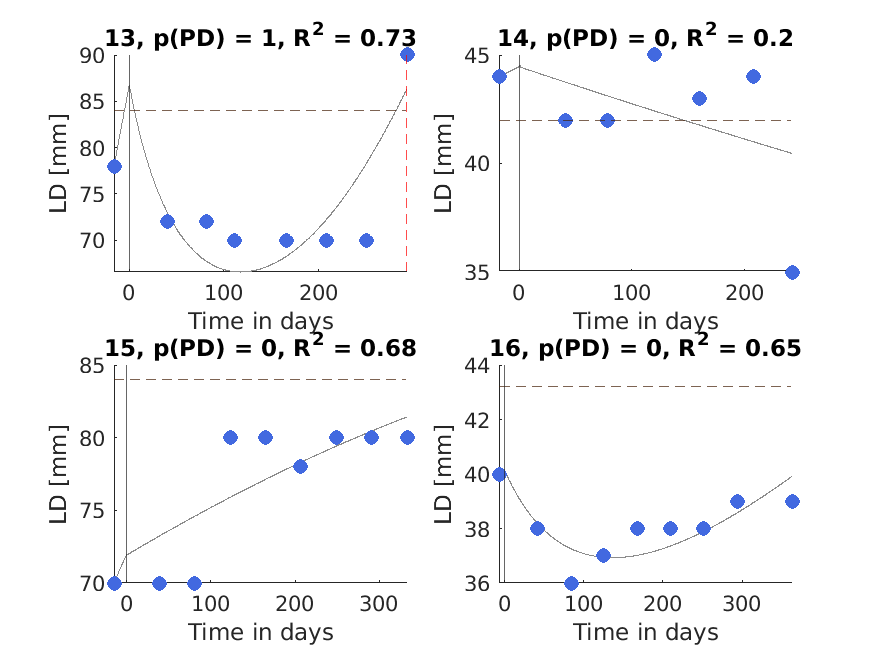 13, p(PD) = 1, R² = 0.73
90
85
80
75
70
LD [mm]
0 100 200
Time in days
14, p(PD) = 0, R² = 0.2
45
40
35
LD [mm]
0 100 200
Time in days
15, p(PD) = 0, R² = 0.68
85
80
75
70
LD [mm]
0 100 200 300
Time in days
16, p(PD) = 0, R² = 0.65
44
42
40
38
36
LD [mm]
0 100 200 300
Time in days